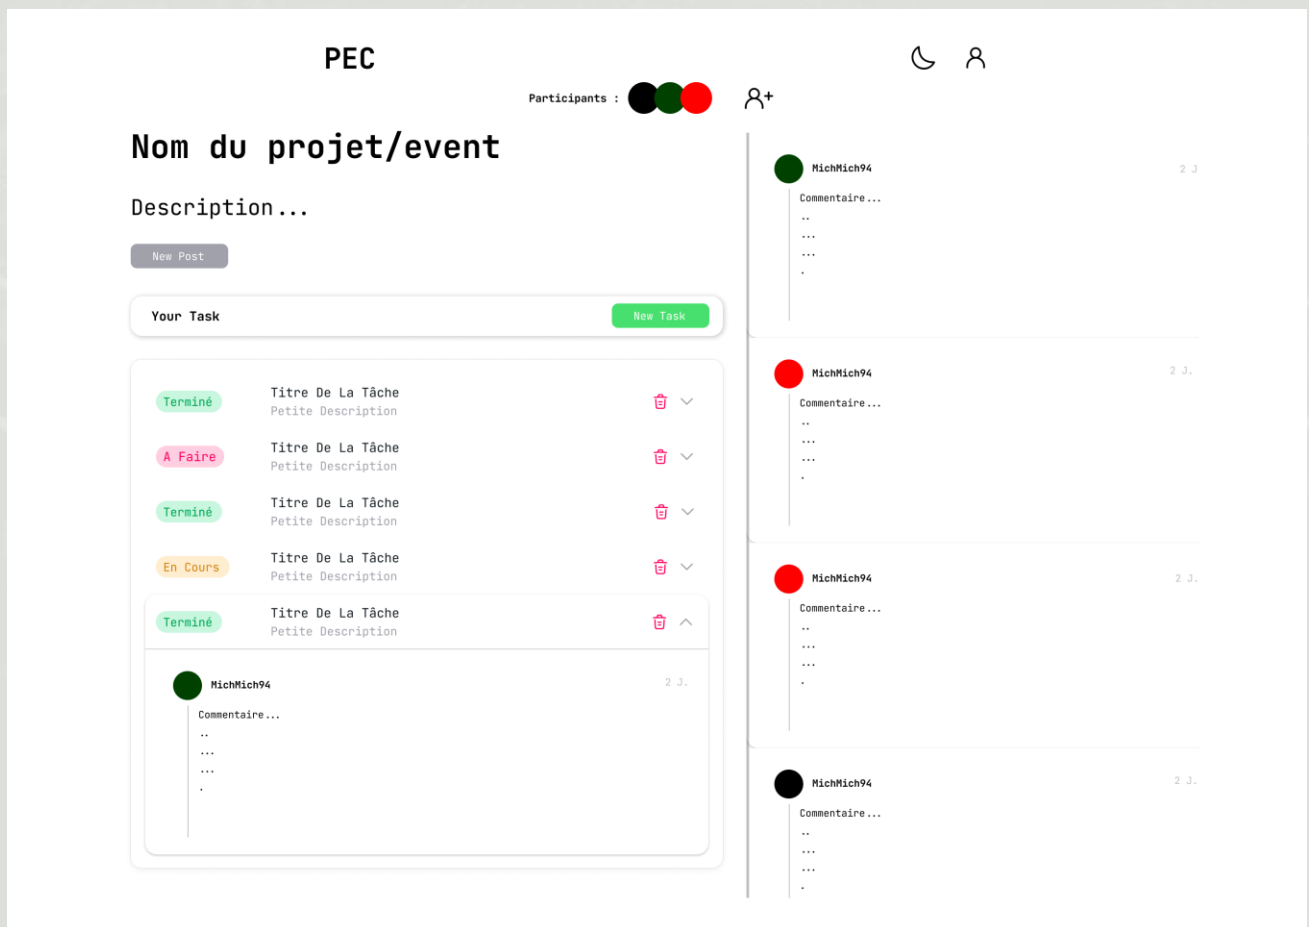 PEC
Participants :
Nom du projet/event
Description...
New Post
Your Task
New Task
Terminé
Titre De La Tâche
Petite Description
A Faire
Titre De La Tâche
Petite Description
Terminé
Titre De La Tâche
Petite Description
En Cours
Titre De La Tâche
Petite Description
Terminé
Titre De La Tâche
Petite Description
MichMich94
2 J.
Commentaire...
..
...
...
.
MichMich94
2 J
Commentaire...
..
...
...
.
MichMich94
2 J.
Commentaire...
..
...
...
.
MichMich94
2 J.
Commentaire...
..
...
...
.
MichMich94
2 J.
Commentaire...
..
...
...
.